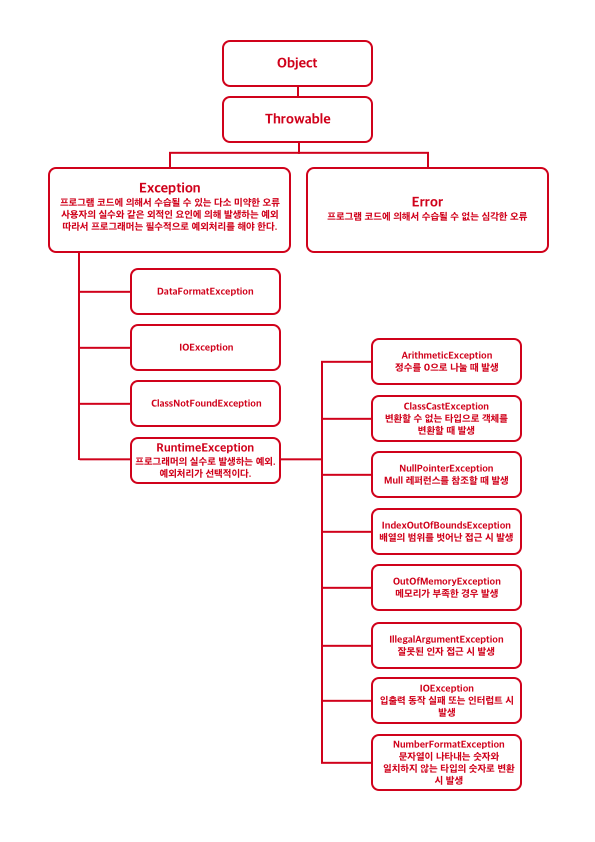 Object
Throwable
Exception
프로그램 코드에 의해서 수습될 수 있는 다소 미약한 오류
사용자의 실수와 같은 외적인 요인에 의해 발생하는 예외
따라서 프로그래머는 필수적으로 예외처리를 해야 한다.
Error
프로그램 코드에 의해서 수습될 수 없는 심각한 오류
DataFormatException
IOException
ClassNotFoundException
RuntimeException
프로그래머의 실수로 발생하는 예외.
예외처리가 선택적이다.
ArithmeticException
정수를 0으로 나눌 때 발생
ClassCastException
변환할 수 없는 타입으로 객체를
변환할 때 발생
NullPointerException
Mull 레퍼런스를 참조할 때 발생
IndexOutOfBoundsException
배열의 범위를 벗어난 접근 시 발생
OutOfMemoryException
메모리가 부족한 경우 발생
IllegalArgumentException
잘못된 인자 접근 시 발생
IOException
입출력 동작 실패 또는 인터럽트 시
발생
NumberFormatException
문자열이 나타내는 숫자와
일치하지 않는 타입의 숫자로 변환
시 발생